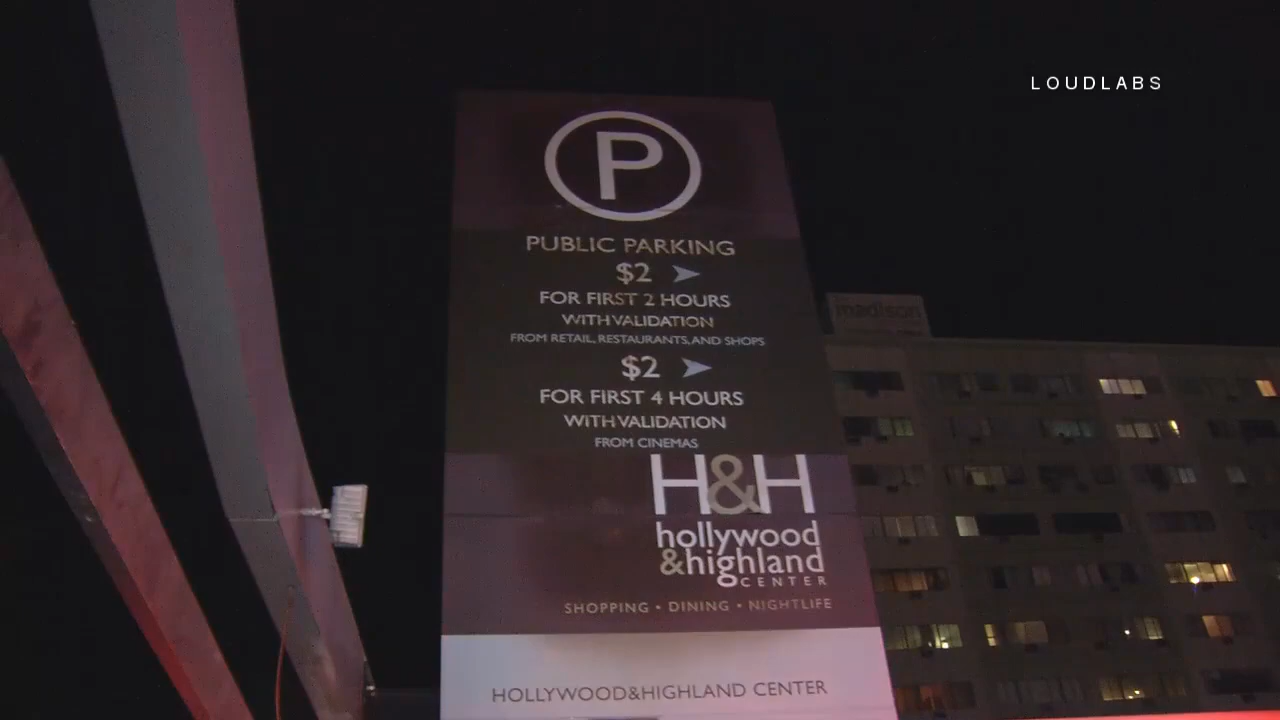 LOUDLABS
P
PUBLIC PARKING
$2 ➤
FOR FIRST 2 HOURS
WITH VALIDATION
FROM RETAIL, RESTAURANTS, AND SHOPS
$2 ➤
FOR FIRST 4 HOURS
WITH VALIDATION
FROM CINEMAS
madison
H&H
hollywood
&highland
CENTER
SHOPPING • DINING • NIGHTLIFE
HOLLYWOOD&HIGHLAND CENTER